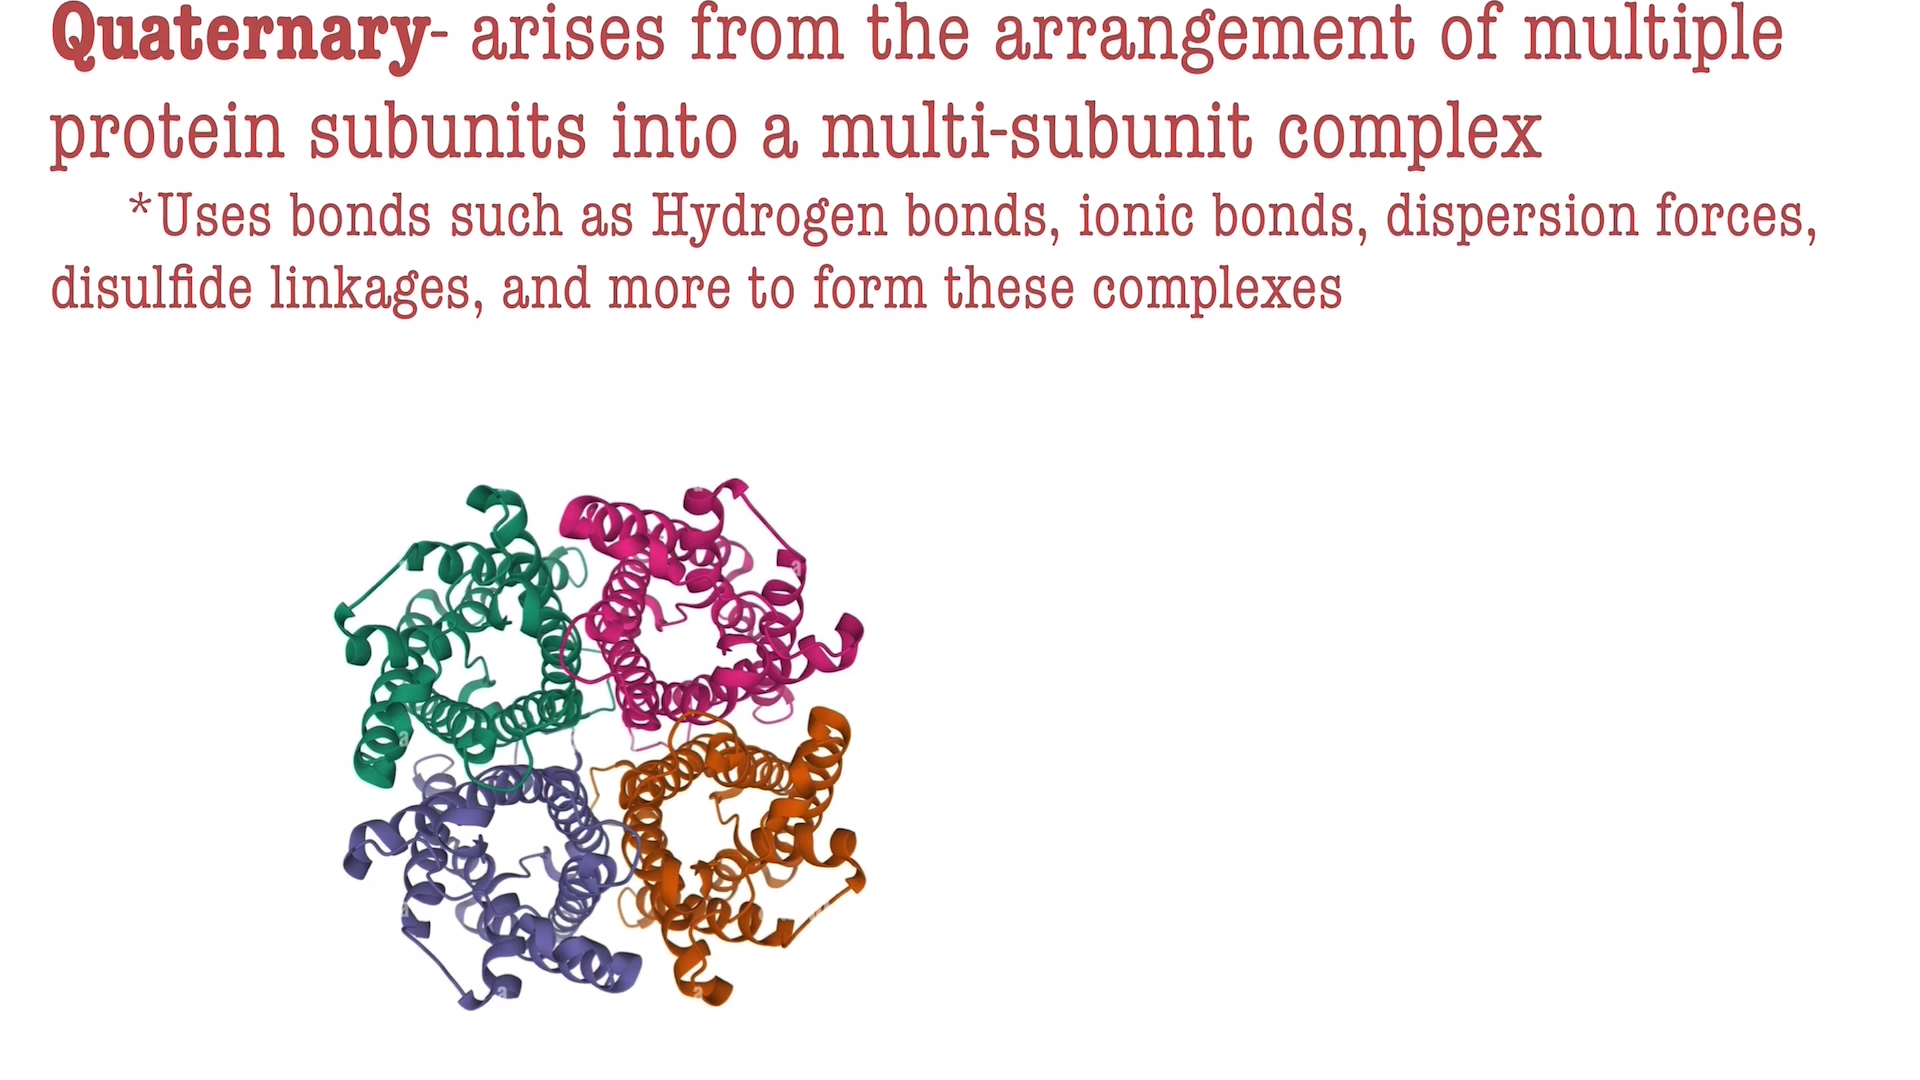 Quaternary- arises from the arrangement of multiple
protein subunits into a multi-subunit complex
*Uses bonds such as Hydrogen bonds, ionic bonds, dispersion forces,
disulfide linkages, and more to form these complexes